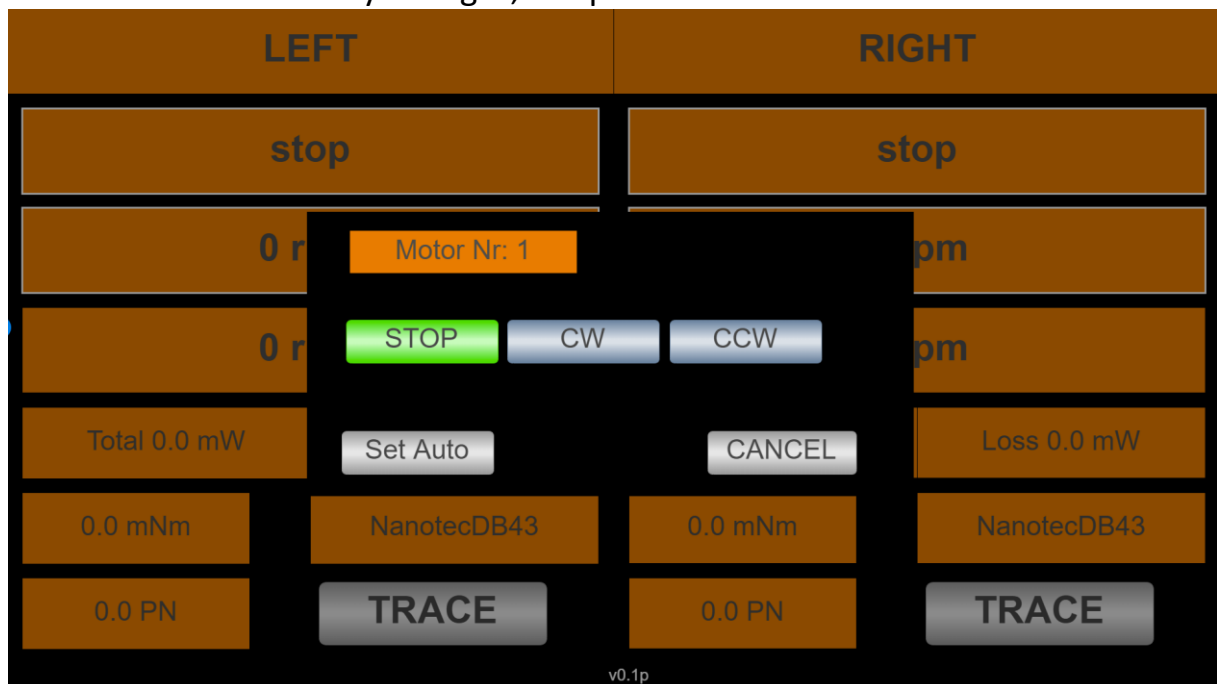 LEFT
RIGHT
stop
stop
0 r
pm
Motor Nr: 1
STOP
CW
CCW
0 r
pm
Total 0.0 mW
Set Auto
CANCEL
Loss 0.0 mW
0.0 mNm
NanotecDB43
0.0 mNm
NanotecDB43
0.0 PN
TRACE
0.0 PN
TRACE
v0.1p